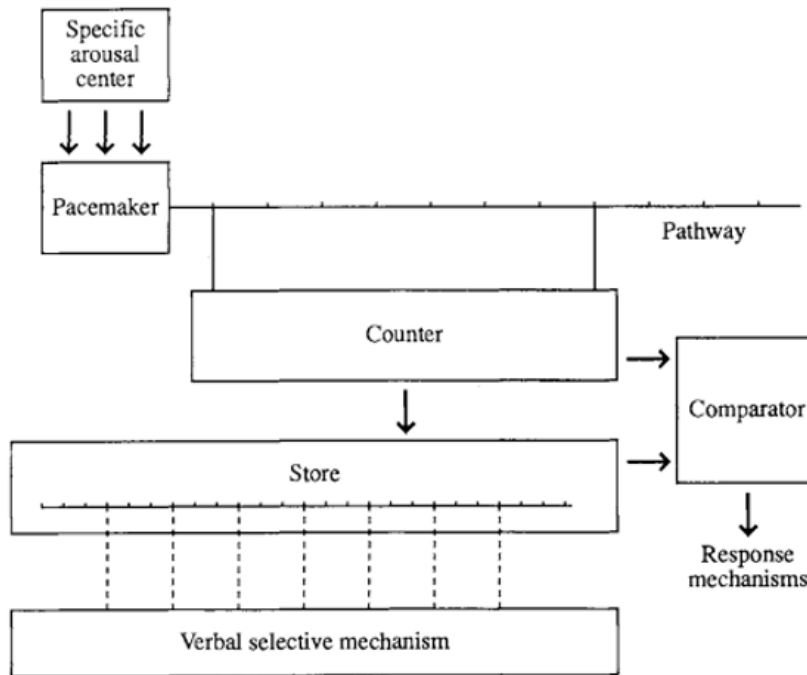 Specific
arousal
center
Pacemaker
Pathway
Counter
Comparator
Store
Response
mechanisms
Verbal selective mechanism